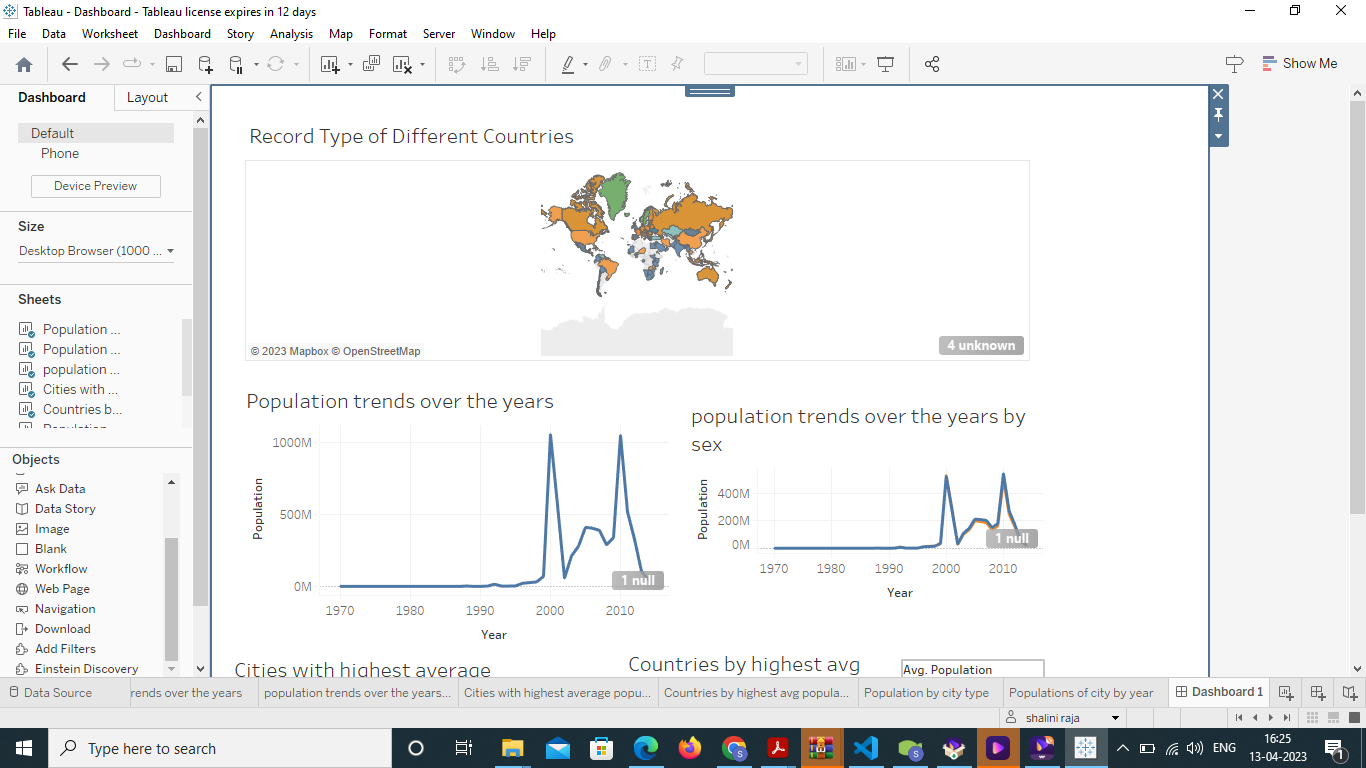 Tableau - Dashboard - Tableau license expires in 12 days
File Data Worksheet Dashboard Story Analysis Map Format Server Window Help
Show Me
Dashboard Layout
Default
Phone
Device Preview
Size
Desktop Browser (1000 ...
Sheets
Population ...
Population ...
population ...
Cities with ...
Countries b...
Objects
Ask Data
Data Story
Image
Blank
Workflow
Web Page
Navigation
Download
Add Filters
Einstein Discovery
Record Type of Different Countries
© 2023 Mapbox © OpenStreetMap
4 unknown
Population trends over the years
1000M
500M
0M
Population
1970 1980 1990 2000 2010
Year
1 null
population trends over the years by
sex
400M
200M
0M
Population
1970 1980 1990 2000 2010
Year
1 null
Cities with highest average
Countries by highest avg
Avg. Population
Data Source
rends over the years
population trends over the years...
Cities with highest average popu...
Countries by highest avg popula...
Population by city type
Populations of city by year
Dashboard 1
shalini raja
Type here to search
ENG
16:25
13-04-2023
1